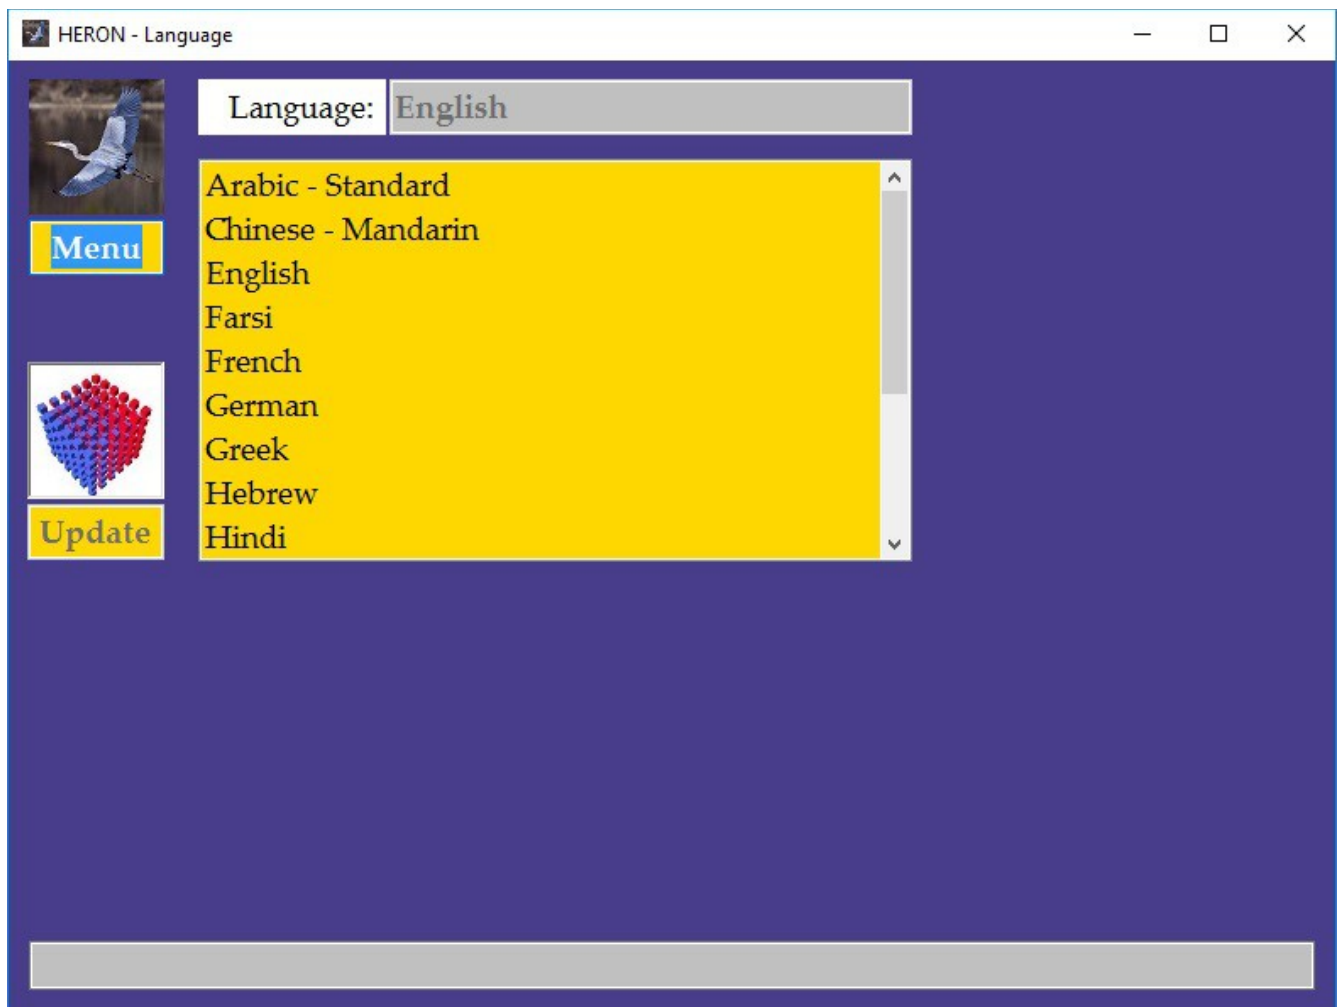 HERON - Language
Language: English
Menu
Arabic - Standard
Chinese - Mandarin
English
Farsi
French
German
Greek
Hebrew
Hindi
Update